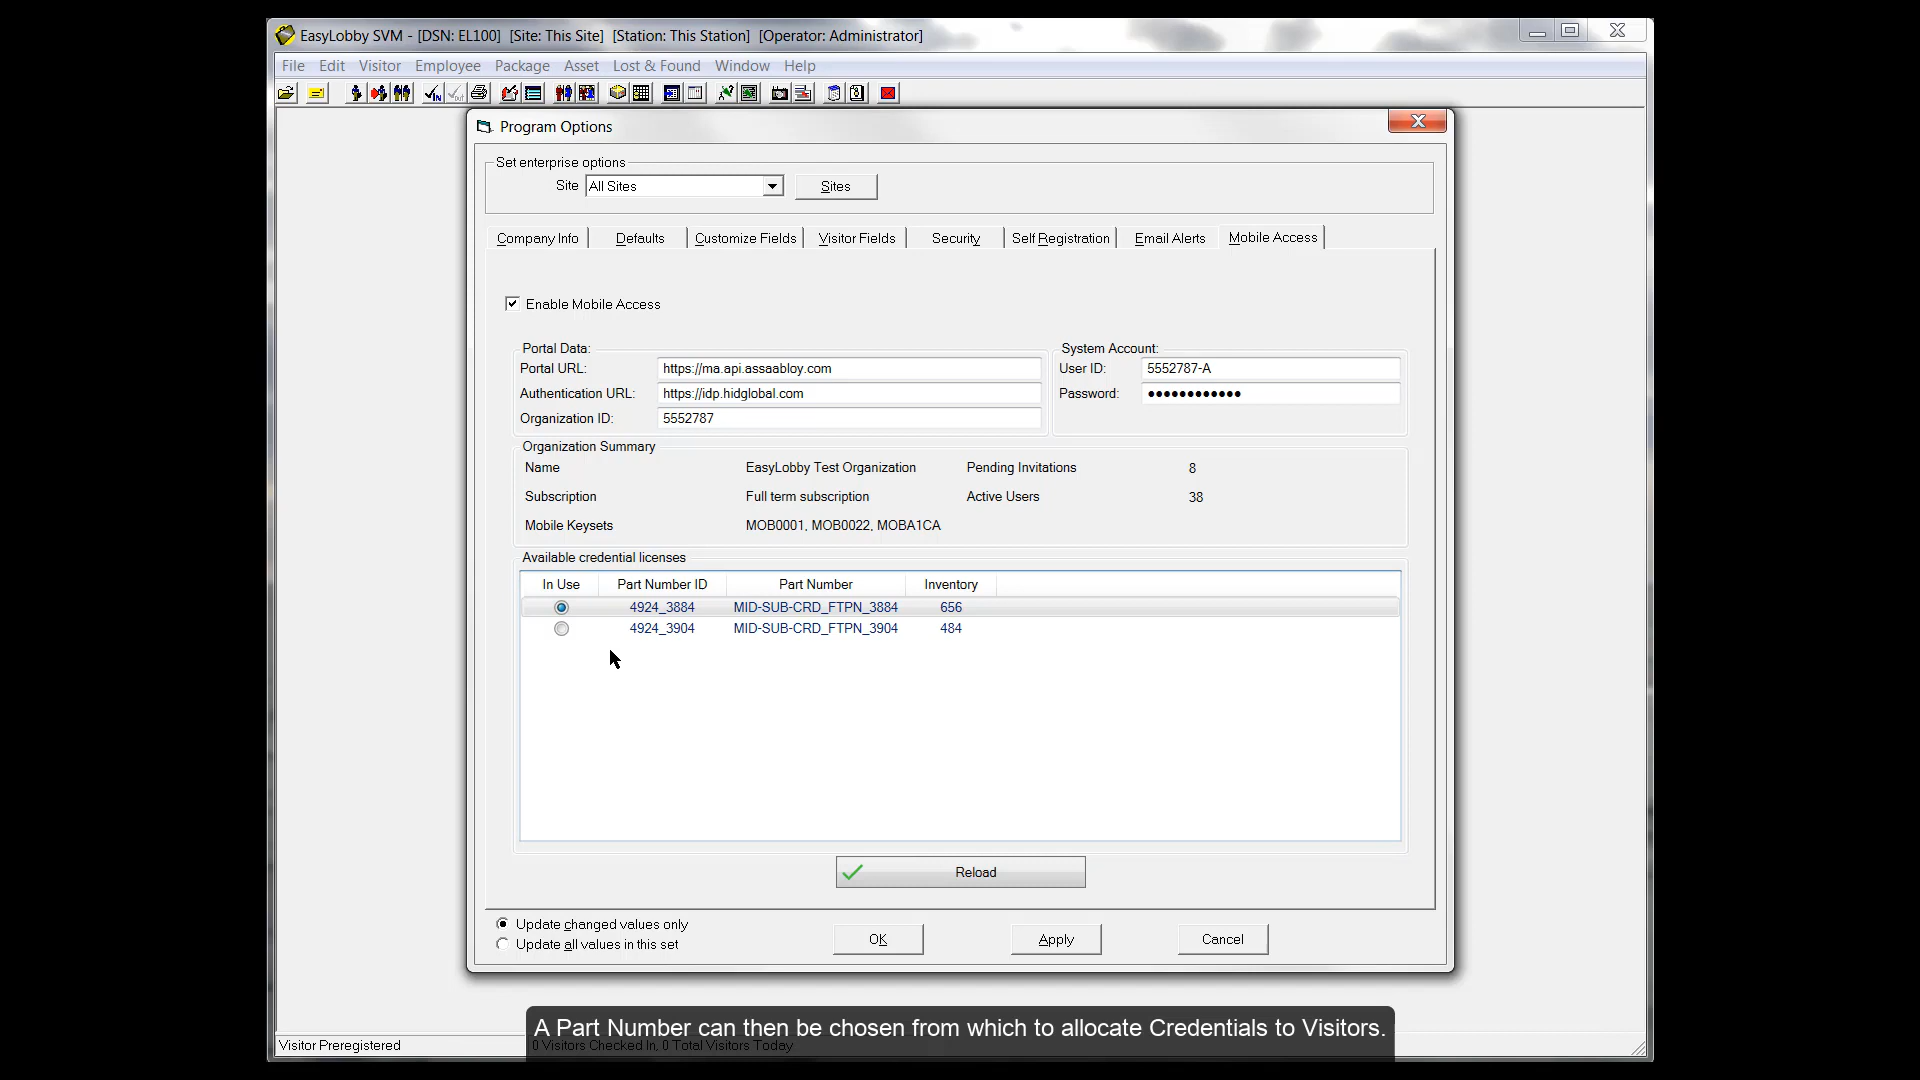 EasyLobby SVM - [DSN: EL100] [Site: This Site] [Station: This Station] [Operator: Administrator]
File Edit Visitor Employee Package Asset Lost & Found Window Help
Program Options
Set enterprise options
Site All Sites Sites
Company Info Defaults Customize Fields Visitor Fields Security Self Registration Email Alerts Mobile Access
Enable Mobile Access
Portal Data: System Account:
Portal URL: https://ma.api.assaabloy.com User ID: 5552787-A
Authentication URL: https://idp.hidglobal.com Password: ●●●●●●●●●●●●
Organization ID: 5552787
Organization Summary
Name EasyLobby Test Organization Pending Invitations 8
Subscription Full term subscription Active Users 38
Mobile Keysets MOB0001, MOB0022, MOBA1CA
Available credential licenses
In Use Part Number ID Part Number Inventory
4924_3884 MID-SUB-CRD_FTPN_3884 656
4924_3904 MID-SUB-CRD_FTPN_3904 484
Reload
Update changed values only
Update all values in this set
OK Apply Cancel
A Part Number can then be chosen from which to allocate Credentials to Visitors.
Visitor Preregistered 0 Visitors Checked In, 0 Total Visitors Today